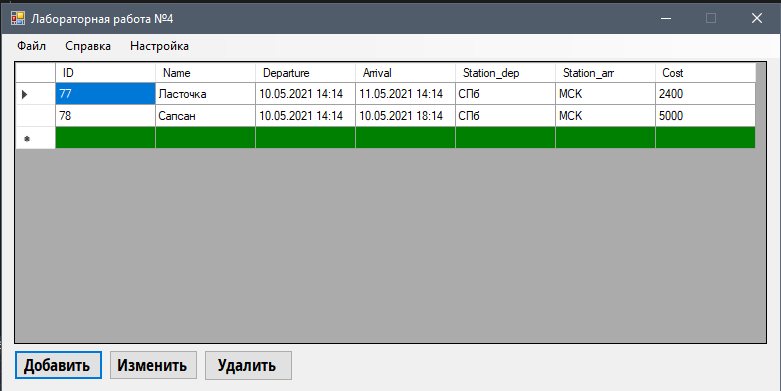 Лабораторная работа №4
Файл Справка Настройка
ID Name Departure Arrival Station_dep Station_arr Cost
77 Ласточка 10.05.2021 14:14 11.05.2021 14:14 СПб МСК 2400
78 Сапсан 10.05.2021 14:14 10.05.2021 18:14 СПб МСК 5000
Добавить Изменить Удалить